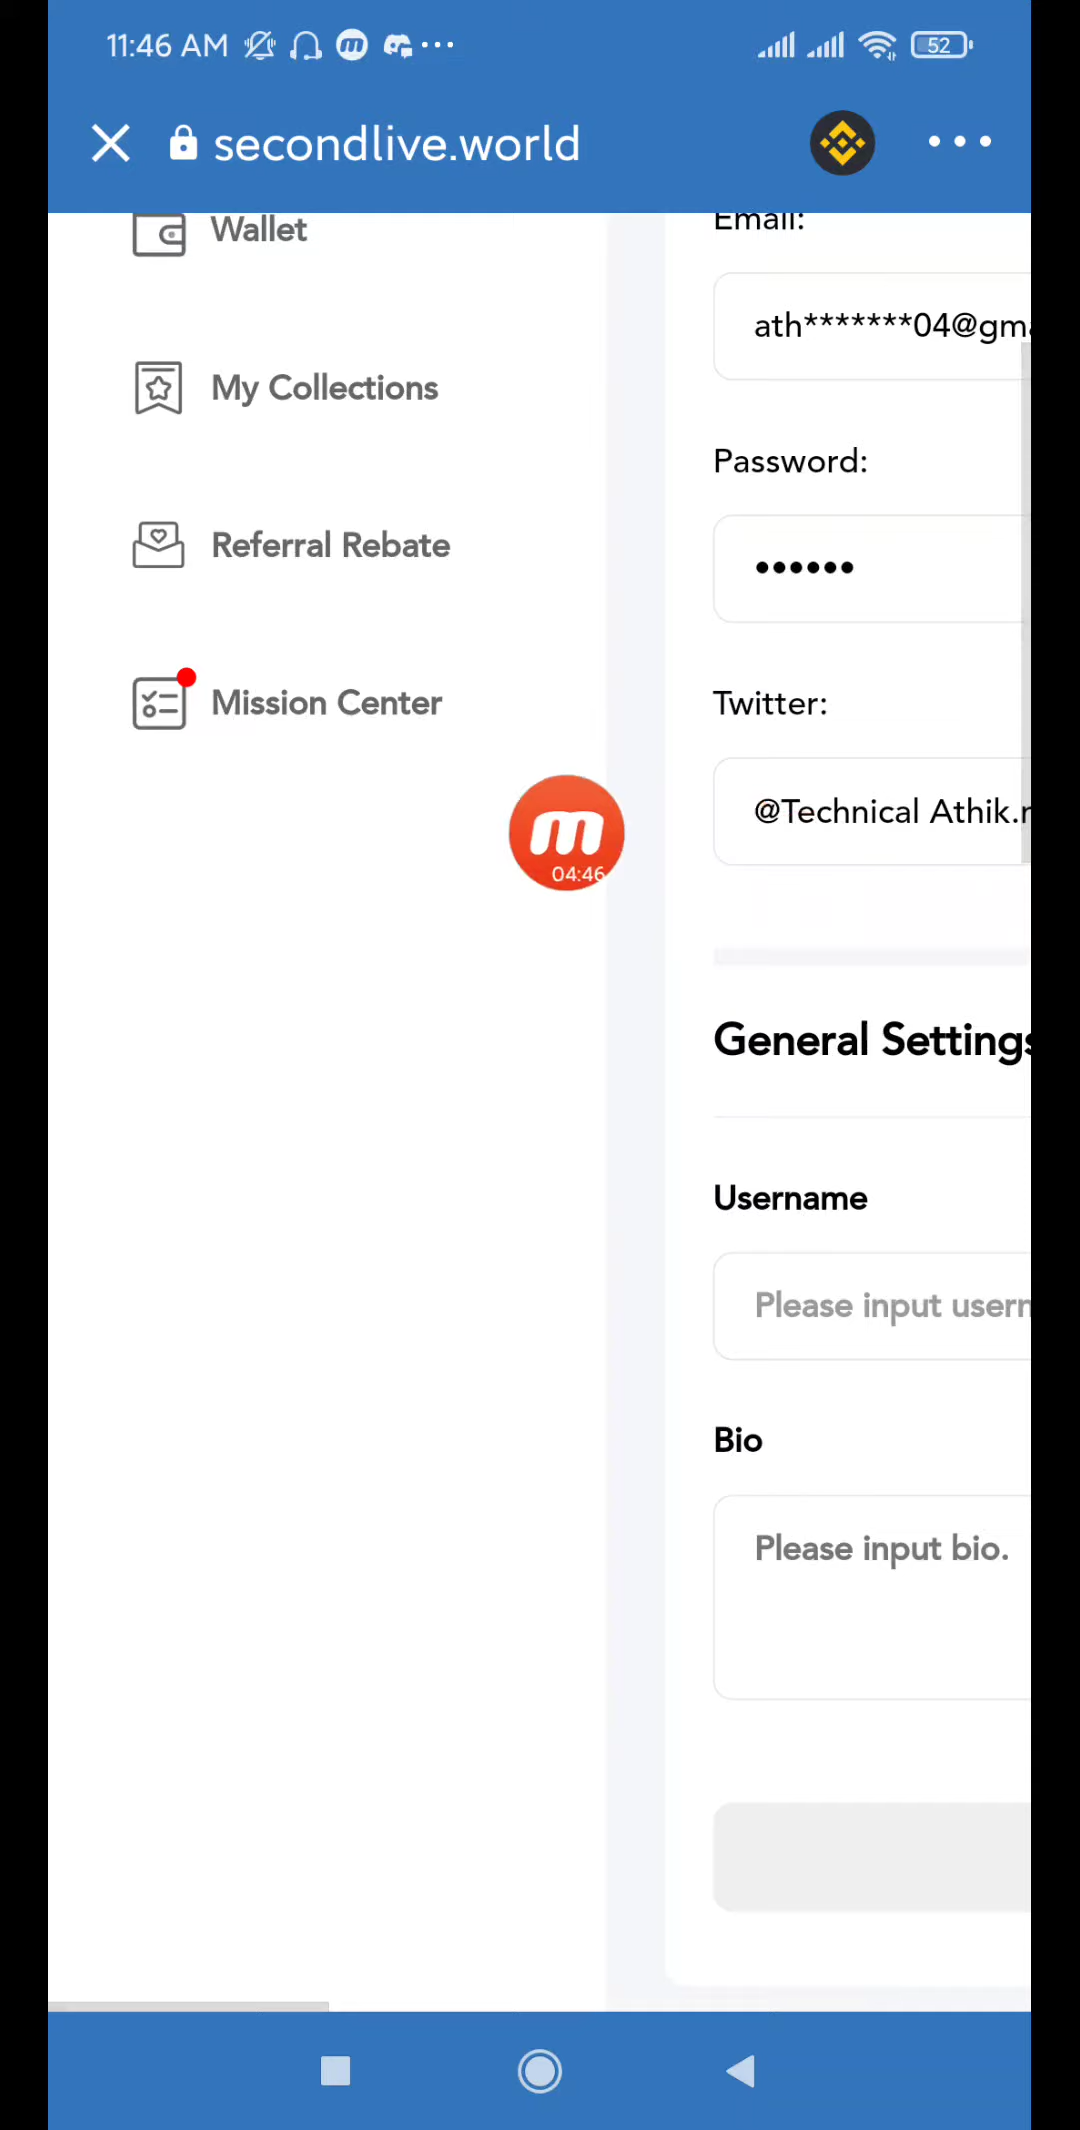 11:46 AM
52
secondlive.world
Wallet
Email:
ath*******04@gma
My Collections
Password:
••••••
Referral Rebate
Mission Center
Twitter:
@Technical Athik.r
m
04:46
General Settings
Username
Please input usern
Bio
Please input bio.